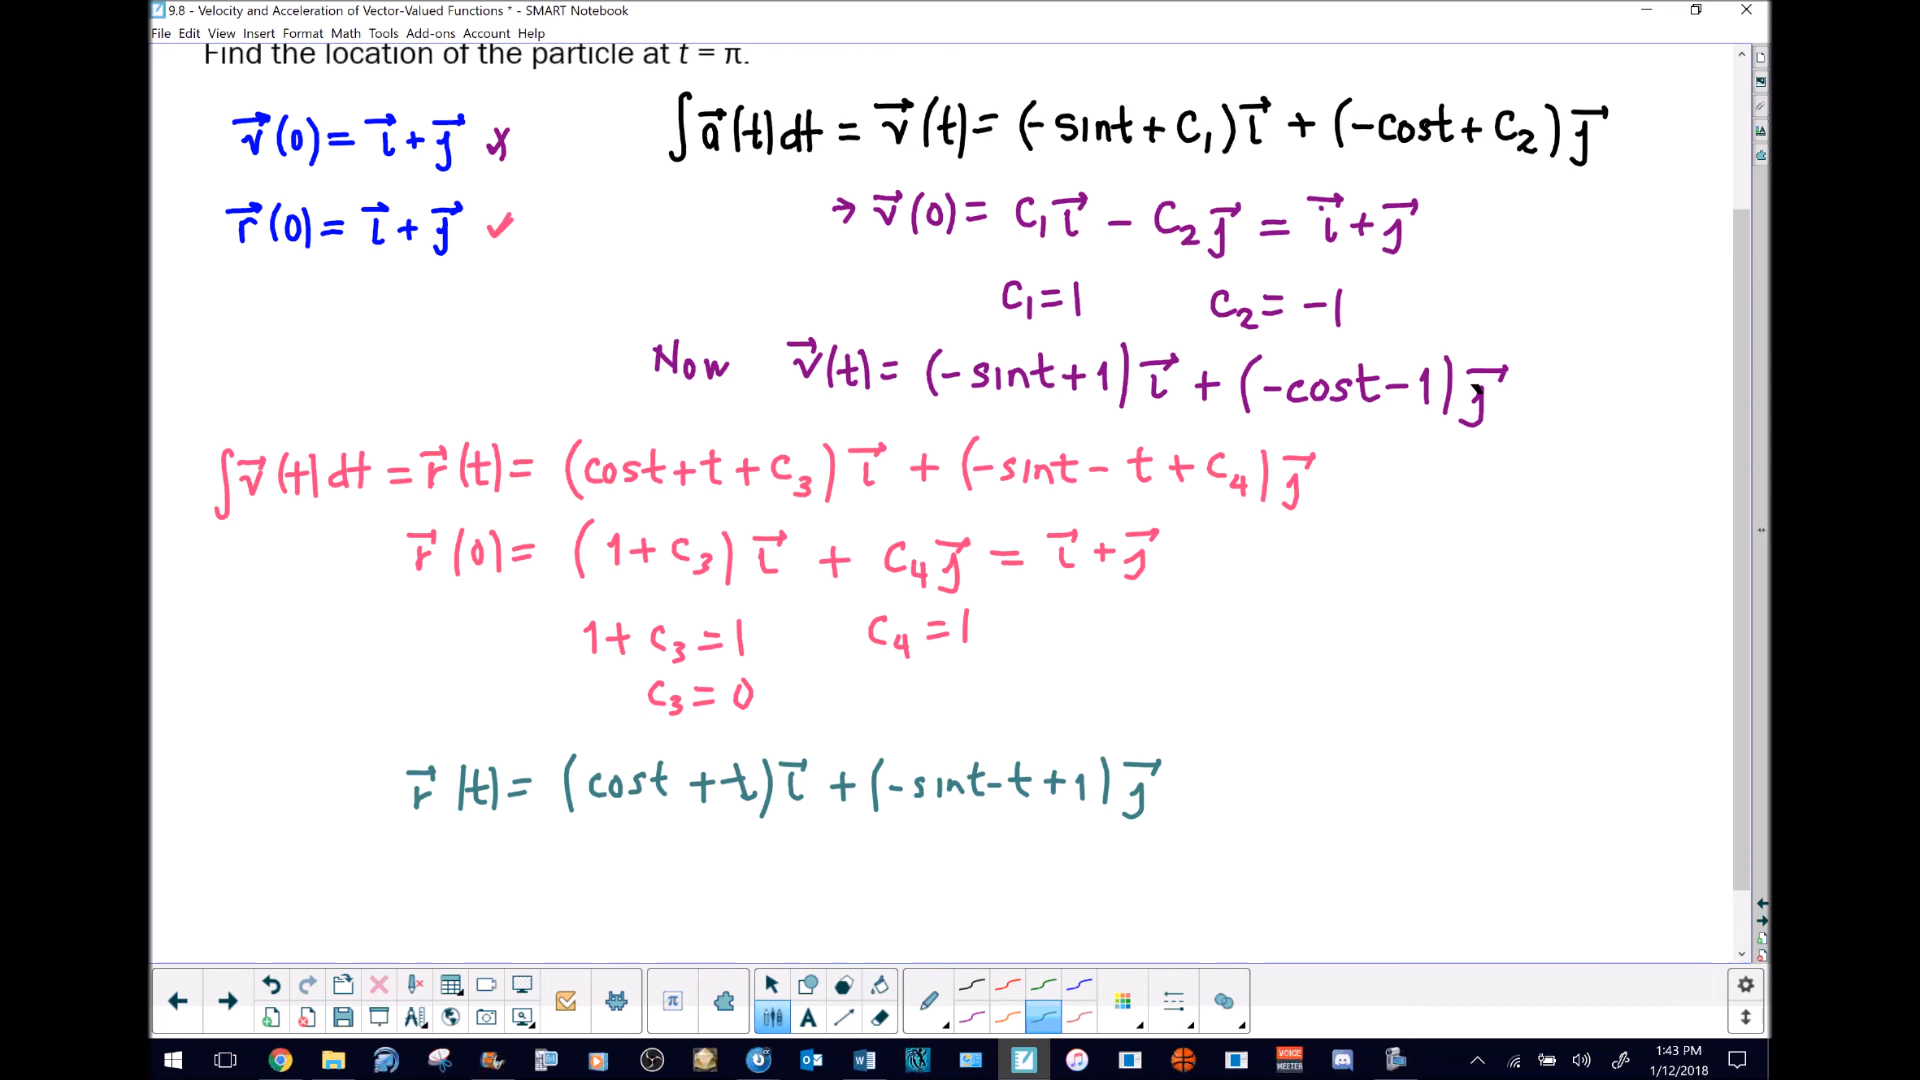 9.8 - Velocity and Acceleration of Vector-Valued Functions * - SMART Notebook
File Edit View Insert Format Math Tools Add-ons Account Help
Find the location of the particle at t = π.
v⃗(0) = i⃗ + j⃗ x
r⃗(0) = i⃗ + j⃗ ✓
∫a⃗(t)dt = v⃗(t) = (-sint + C₁)i⃗ + (-cost + C₂)j⃗
→ v⃗(0) = C₁i⃗ - C₂j⃗ = i⃗ + j⃗
C₁ = 1 C₂ = -1
Now v⃗(t) = (-sint + 1)i⃗ + (-cost - 1)j⃗
∫v⃗(t)dt = r⃗(t) = (cost + t + C₃)i⃗ + (-sint - t + C₄)j⃗
r⃗(0) = (1 + C₃)i⃗ + C₄j⃗ = i⃗ + j⃗
1 + C₃ = 1 C₄ = 1
C₃ = 0
r⃗(t) = (cost + t)i⃗ + (-sint - t + 1)j⃗
π
A
VOICE
MEETER
1:43 PM
1/12/2018